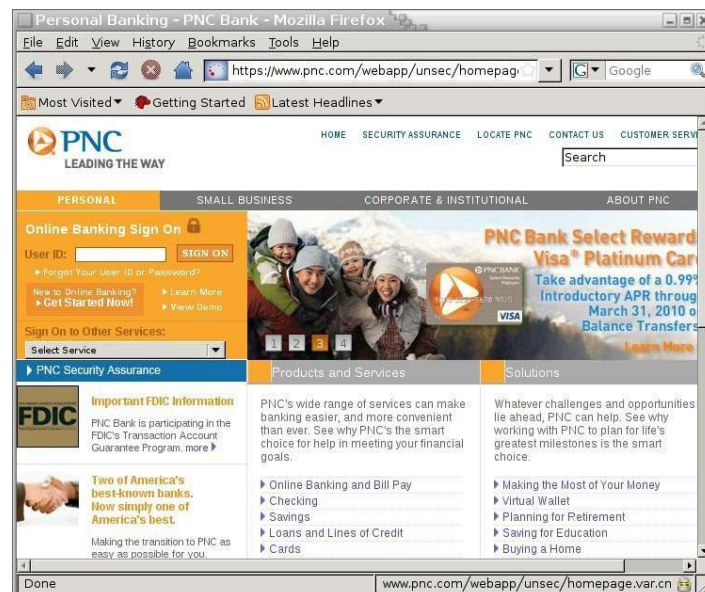 Personal Banking - PNC Bank - Mozilla Firefox
File Edit View History Bookmarks Tools Help
https://www.pnc.com/webapp/unsec/homepag
G Google
Most Visited Getting Started Latest Headlines
PNC
LEADING THE WAY
HOME SECURITY ASSURANCE LOCATE PNC CONTACT US CUSTOMER SERVI
Search
PERSONAL SMALL BUSINESS CORPORATE & INSTITUTIONAL ABOUT PNC
Online Banking Sign On
User ID: SIGN ON
Forgot Your User ID or Password?
New to Online Banking?
Get Started Now!
Learn More
View Demo
Sign On to Other Services:
Select Service
PNC Bank Select Reward
Visa® Platinum Car
Take advantage of a 0.99%
Introductory APR throug
March 31, 2010 o
Balance Transfers
Learn More
PNC BANK
VISA
1 2 3 4
PNC Security Assurance
FDIC
Important FDIC Information
PNC Bank is participating in the
FDIC's Transaction Account
Guarantee Program. more
Two of America's
best-known banks.
Now simply one of
America's best.
Making the transition to PNC as
easy as possible for you.
Products and Services
PNC's wide range of services can make
banking easier, and more convenient
than ever. See why PNC's the smart
choice for help in meeting your financial
goals.
Online Banking and Bill Pay
Checking
Savings
Loans and Lines of Credit
Cards
Solutions
Whatever challenges and opportunities
lie ahead, PNC can help. See why
working with PNC to plan for life's
greatest milestones is the smart
choice.
Making the Most of Your Money
Virtual Wallet
Planning for Retirement
Saving for Education
Buying a Home
Done
www.pnc.com/webapp/unsec/homepage.var.cn